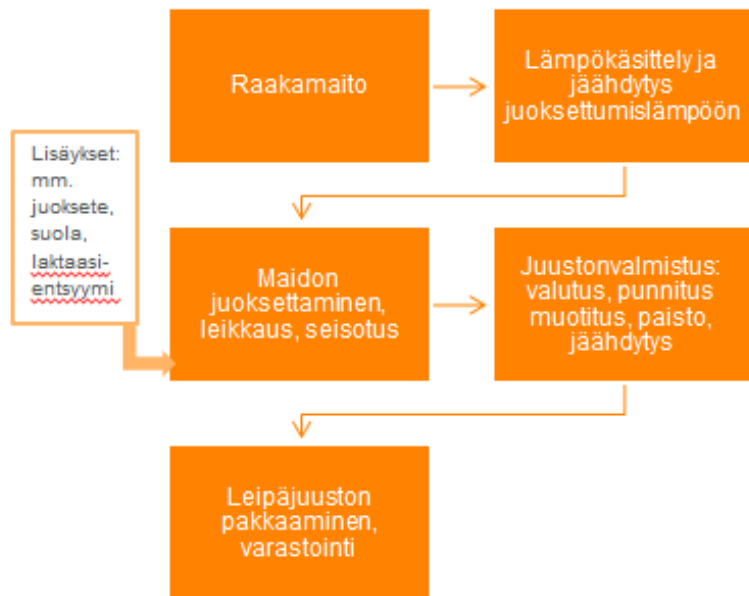 Raakamaito
Lämpökäsittely ja
jäähdytys
juoksettumislämpöön
Lisäykset:
mm.
juoksete,
suola,
laktaasi-
entsyymi
Maidon
juoksettaminen,
leikkaus, seisotus
Juustonvalmistus:
valutus, punnitus
muotitus, paisto,
jäähdytys
Leipäjuuston
pakkaaminen,
varastointi